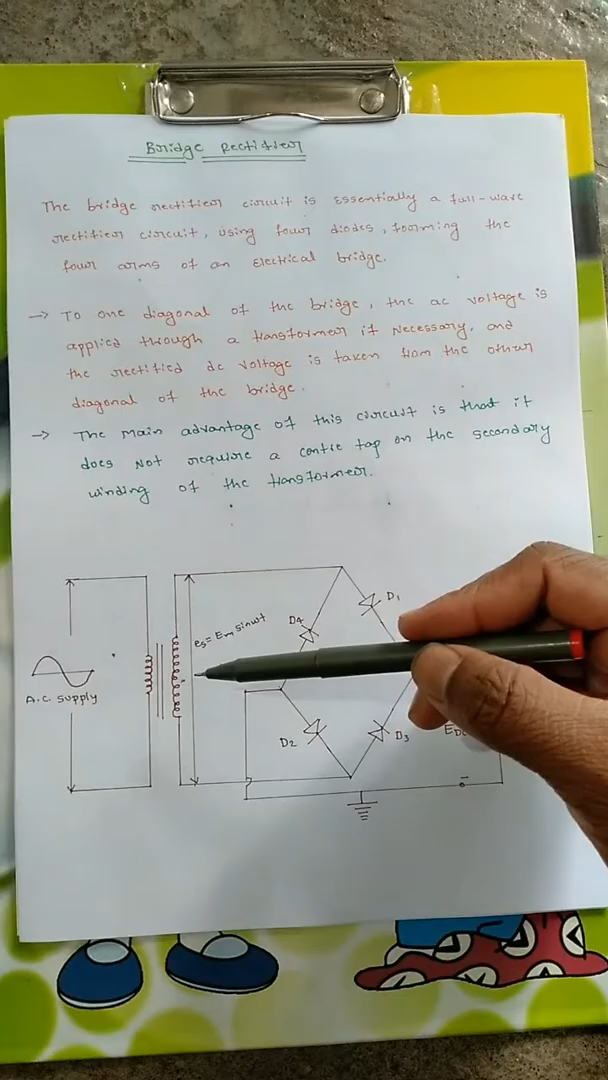 Bridge Rectifier
The bridge rectifier circuit is essentially a full-wave
rectifier circuit, using four diodes, forming the
four arms of an Electrical bridge.
→ To one diagonal of the bridge, the ac voltage is
applied through a transformer if Necessary, and
the rectified dc voltage is taken from the other
diagonal of the bridge.
→ The Main advantage of this circuit is that it
does Not require a centre tap on the secondary
winding of the transformer.
D1
D4
es = Em sinωt
A.C. Supply
D2
D3
-